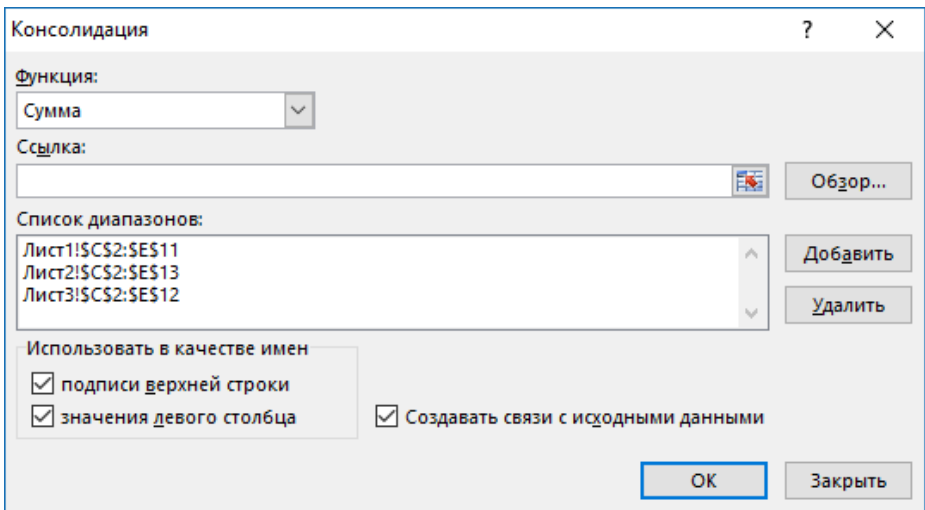 Консолидация
Функция:
Сумма
Ссылка:
Обзор...
Список диапазонов:
Лист1!$C$2:$E$11
Лист2!$C$2:$E$13
Лист3!$C$2:$E$12
Добавить
Удалить
Использовать в качестве имен
подписи верхней строки
значения левого столбца
Создавать связи с исходными данными
ОК
Закрыть